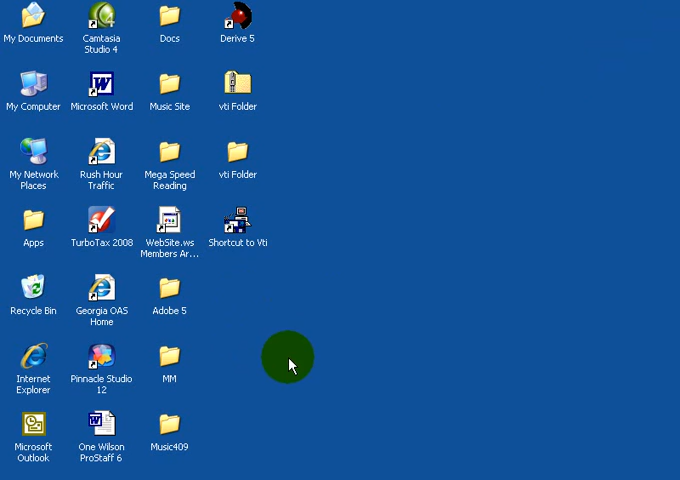 My Documents
Camtasia
Studio 4
Docs
Derive 5
My Computer
Microsoft Word
Music Site
vti Folder
My Network
Places
Rush Hour
Traffic
Mega Speed
Reading
vti Folder
Apps
TurboTax 2008
WebSite.ws
Members Ar...
Shortcut to Vti
Recycle Bin
Georgia OAS
Home
Adobe 5
Internet
Explorer
Pinnacle Studio
12
MM
Microsoft
Outlook
One Wilson
ProStaff 6
Music409